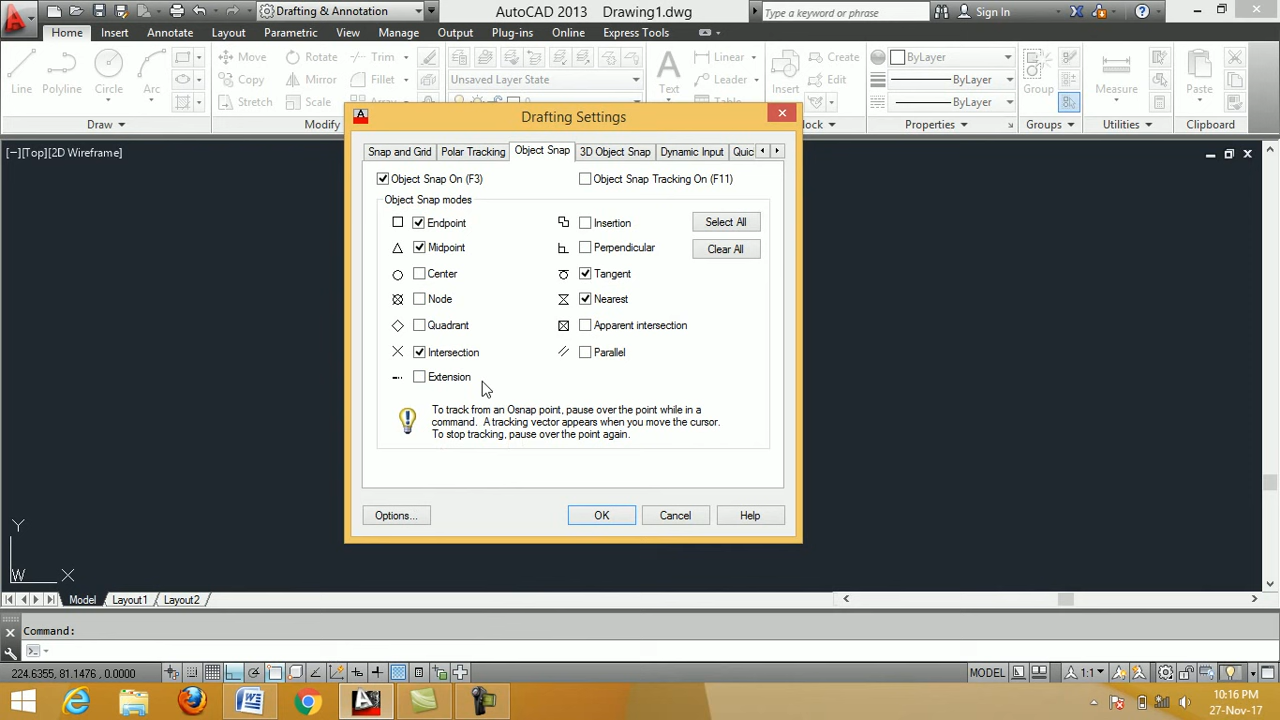 Drafting & Annotation
AutoCAD 2013 Drawing1.dwg
Type a keyword or phrase
Sign In
Home Insert Annotate Layout Parametric View Manage Output Plug-ins Online Express Tools
Line
Polyline
Circle
Arc
Move
Rotate
Trim
Copy
Mirror
Fillet
Stretch
Scale
Unsaved Layer State
0
Text
Linear
Leader
Table
Insert
Create
Edit
ByLayer
ByLayer
ByLayer
Group
Measure
Paste
Draw
Modify
lock
Properties
Groups
Utilities
Clipboard
[−][Top][2D Wireframe]
Drafting Settings
Snap and Grid
Polar Tracking
Object Snap
3D Object Snap
Dynamic Input
Quic
Object Snap On (F3)
Object Snap Tracking On (F11)
Object Snap modes
Endpoint
Insertion
Select All
Midpoint
Perpendicular
Clear All
Center
Tangent
Node
Nearest
Quadrant
Apparent intersection
Intersection
Parallel
Extension
To track from an Osnap point, pause over the point while in a
command. A tracking vector appears when you move the cursor.
To stop tracking, pause over the point again.
Options...
OK
Cancel
Help
Y
W X
Model Layout1 Layout2
Command:
224.6355, 81.1476, 0.0000
MODEL
1:1
10:16 PM
27-Nov-17